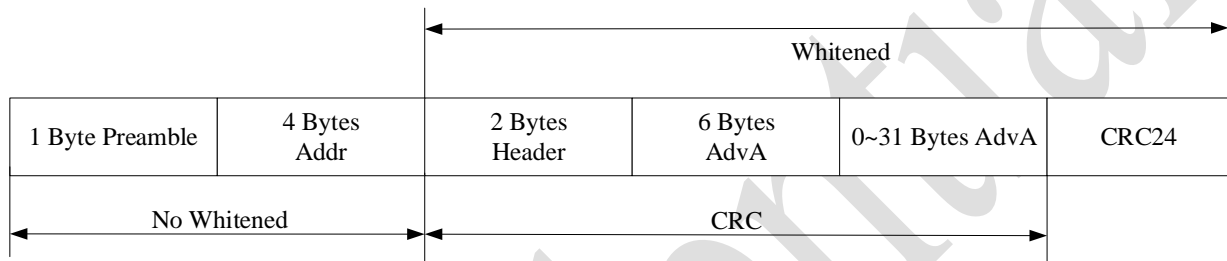 Whitened
1 Byte Preamble
4 Bytes
Addr
2 Bytes
Header
6 Bytes
AdvA
0~31 Bytes AdvA
CRC24
No Whitened
CRC